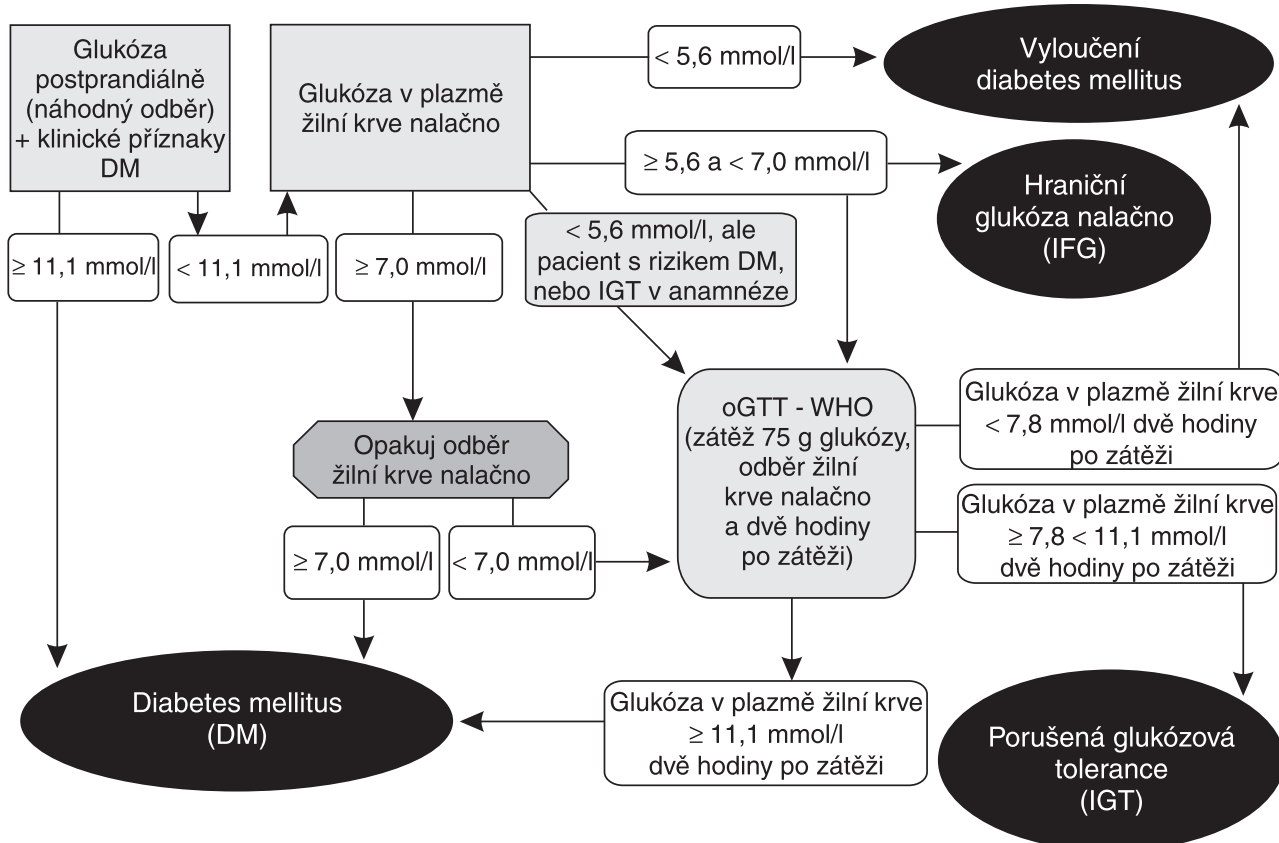 Glukóza
postprandiálně
(náhodný odběr)
+ klinické příznaky
DM
Glukóza v plazmě
žilní krve nalačno
< 5,6 mmol/l
Vyloučení
diabetes mellitus
≥ 5,6 a < 7,0 mmol/l
Hraniční
glukóza nalačno
(IFG)
≥ 11,1 mmol/l
< 11,1 mmol/l
≥ 7,0 mmol/l
< 5,6 mmol/l, ale
pacient s rizikem DM,
nebo IGT v anamnéze
Opakuj odběr
žilní krve nalačno
≥ 7,0 mmol/l
< 7,0 mmol/l
oGTT - WHO
(zátěž 75 g glukózy,
odběr žilní
krve nalačno
a dvě hodiny
po zátěži)
Glukóza v plazmě žilní krve
< 7,8 mmol/l dvě hodiny
po zátěži
Glukóza v plazmě žilní krve
≥ 7,8 < 11,1 mmol/l
dvě hodiny po zátěži
Diabetes mellitus
(DM)
Glukóza v plazmě žilní krve
≥ 11,1 mmol/l
dvě hodiny po zátěži
Porušená glukózová
tolerance
(IGT)